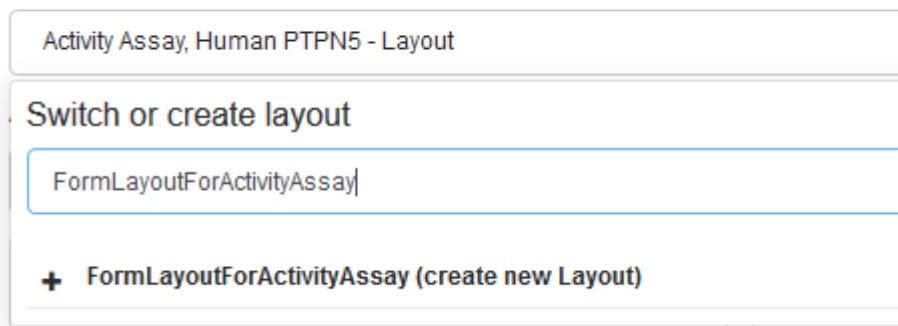 Activity Assay, Human PTPN5 - Layout
Switch or create layout
FormLayoutForActivityAssay
+ FormLayoutForActivityAssay (create new Layout)